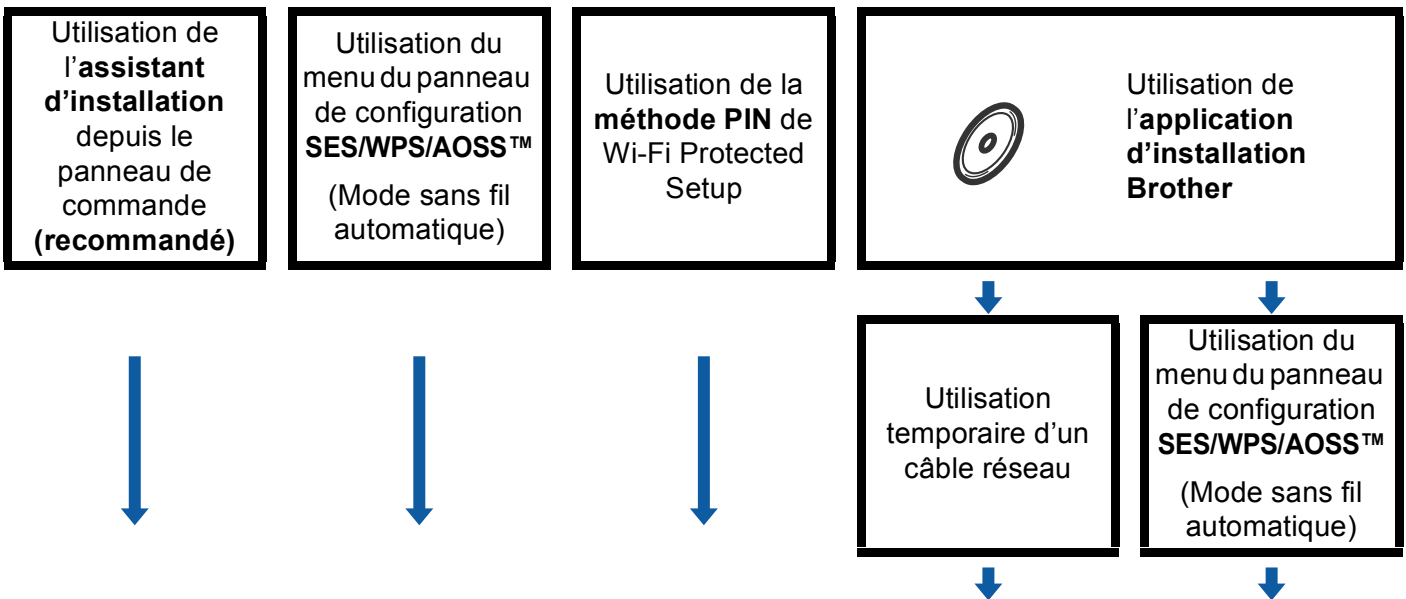 Utilisation de
l’assistant
d’installation
depuis le
panneau de
commande
(recommandé)
Utilisation du
menu du panneau
de configuration
SES/WPS/AOSS™
(Mode sans fil
automatique)
Utilisation de la
méthode PIN de
Wi-Fi Protected
Setup
Utilisation de
l’application
d’installation
Brother
Utilisation
temporaire d’un
câble réseau
Utilisation du
menu du panneau
de configuration
SES/WPS/AOSS™
(Mode sans fil
automatique)